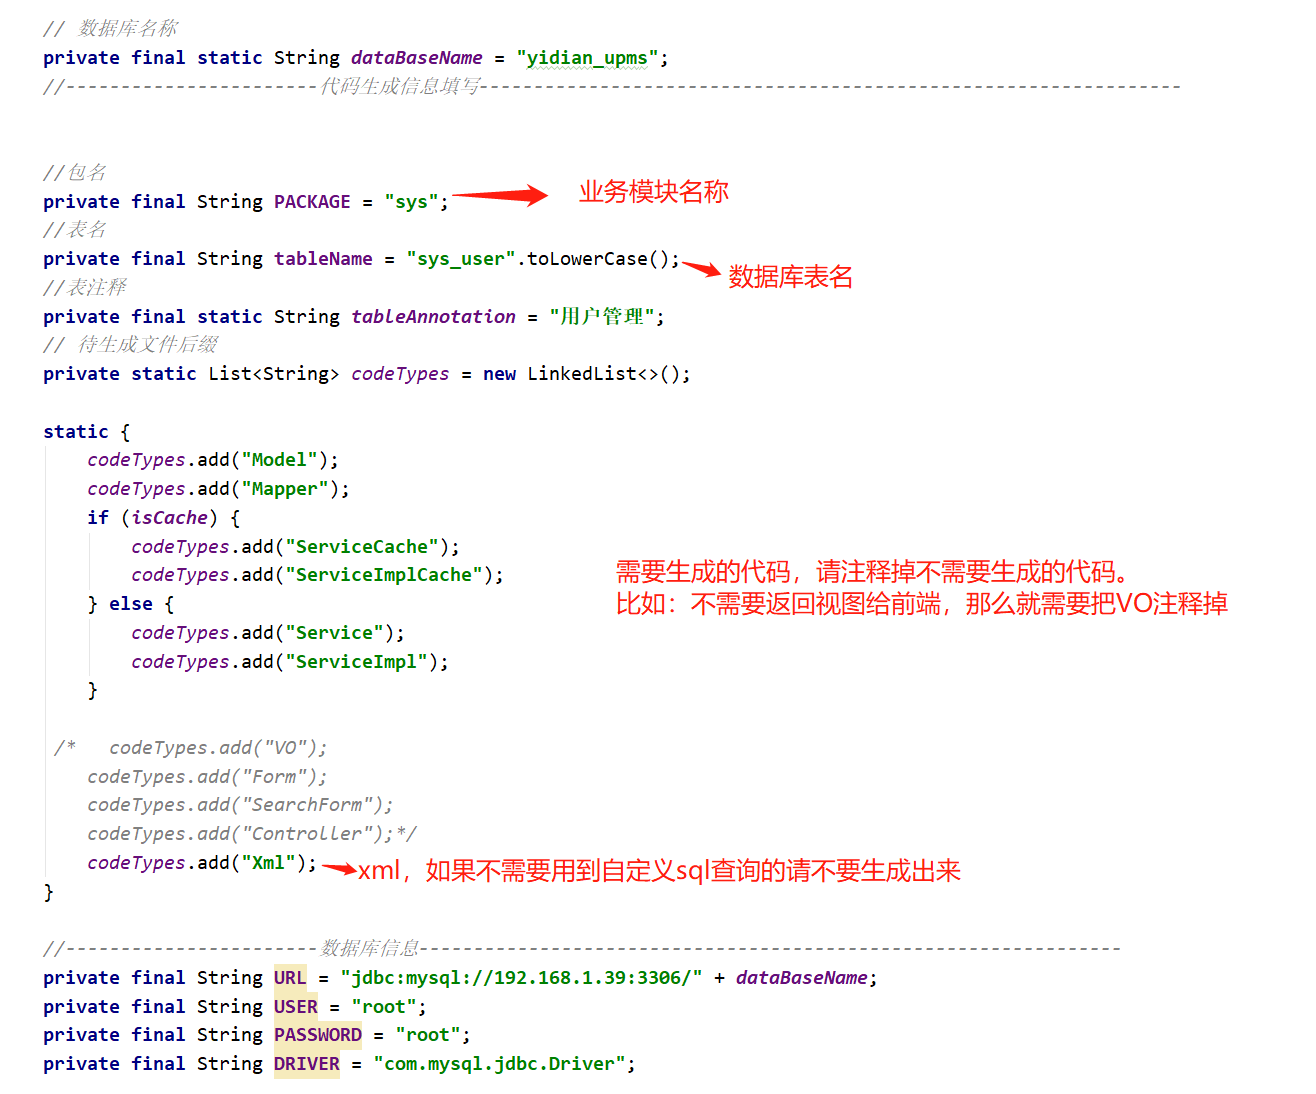 // 数据库名称
private final static String dataBaseName = "yidian_upms";
//-----------------------代码生成信息填写----------------------------------------------------------------
//包名
private final String PACKAGE = "sys";
业务模块名称
//表名
private final String tableName = "sys_user".toLowerCase();
数据库表名
//表注释
private final static String tableAnnotation = "用户管理";
// 待生成文件后缀
private static List<String> codeTypes = new LinkedList<>();
static {
codeTypes.add("Model");
codeTypes.add("Mapper");
if (isCache) {
codeTypes.add("ServiceCache");
codeTypes.add("ServiceImplCache");
需要生成的代码，请注释掉不需要生成的代码。
} else {
比如：不需要返回视图给前端，那么就需要把VO注释掉
codeTypes.add("Service");
codeTypes.add("ServiceImpl");
}
/*   codeTypes.add("VO");
codeTypes.add("Form");
codeTypes.add("SearchForm");
codeTypes.add("Controller");*/
codeTypes.add("Xml");
xml，如果不需要用到自定义sql查询的请不要生成出来
}
//-----------------------数据库信息----------------------------------------------------------------
private final String URL = "jdbc:mysql://192.168.1.39:3306/" + dataBaseName;
private final String USER = "root";
private final String PASSWORD = "root";
private final String DRIVER = "com.mysql.jdbc.Driver";